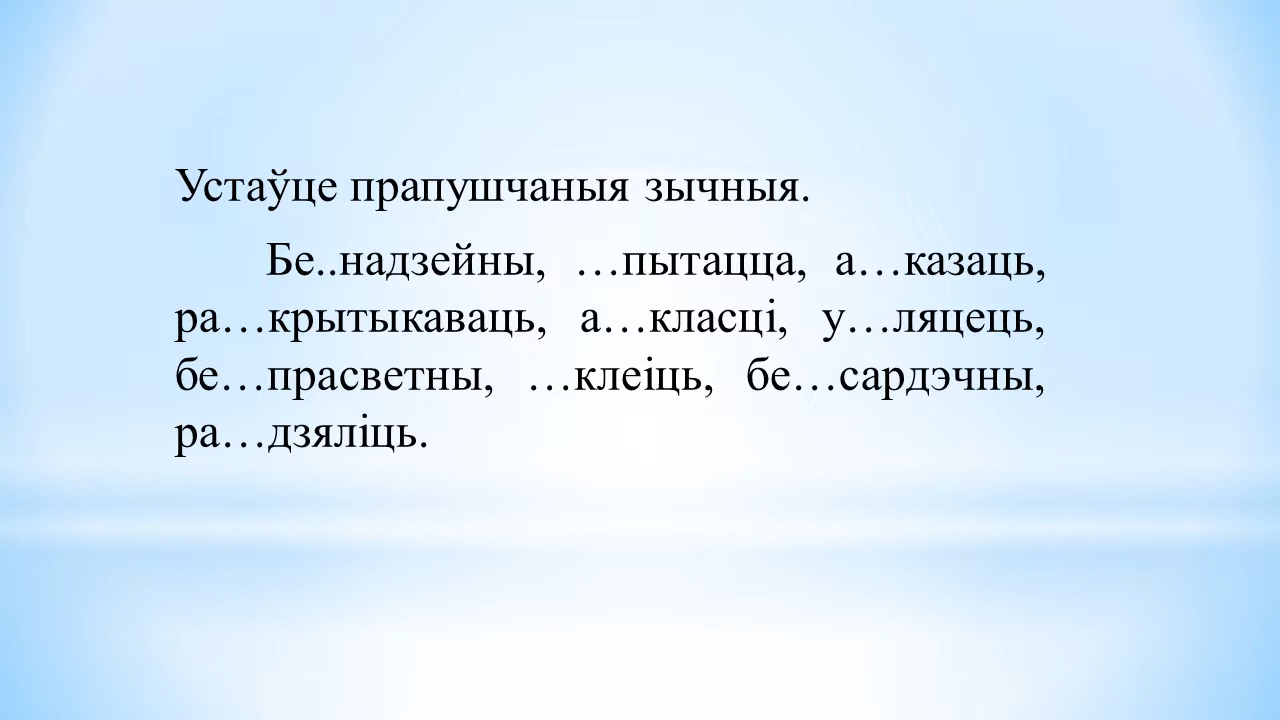 Устаўце прапушчаныя зычныя.
Бе..надзейны, …пытацца, а…казаць,
ра…крытыкаваць, а…класці, у…ляцець,
бе…прасветны, …клеіць, бе…сардэчны,
ра…дзяліць.